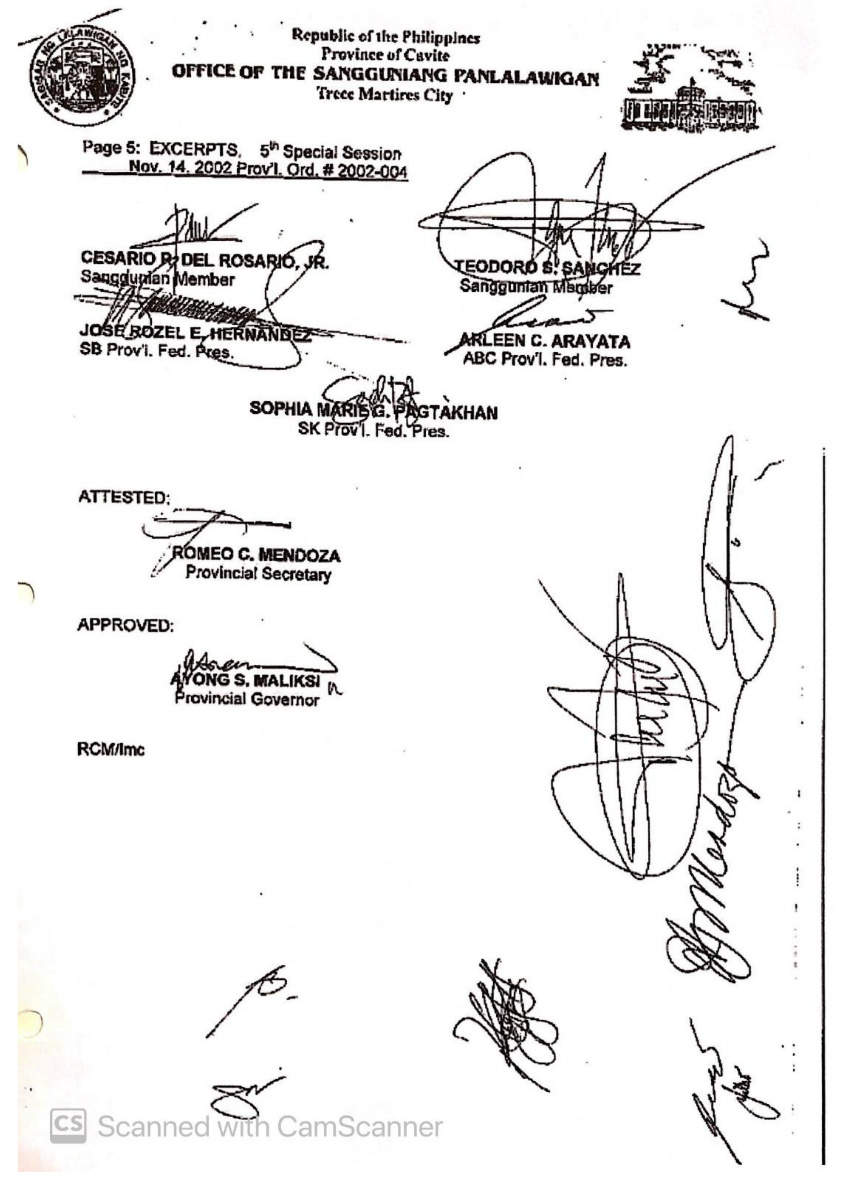 Republic of the Philippines
Province of Cavite
OFFICE OF THE SANGGUNIANG PANLALAWIGAN
Trece Martires City
Page 5: EXCERPTS, 5th Special Session
Nov. 14. 2002 Prov'l. Ord. # 2002-004
CESARIO R. DEL ROSARIO, JR.
Sanggunian Member
TEODORO S. SANCHEZ
Sanggunian Member
JOSE ROZEL E. HERNANDEZ
SB Prov'l. Fed. Pres.
ARLEEN C. ARAYATA
ABC Prov'l. Fed. Pres.
SOPHIA MARIE G. PAGTAKHAN
SK Prov'l. Fed. Pres.
ATTESTED:
ROMEO C. MENDOZA
Provincial Secretary
APPROVED:
AYONG S. MALIKSI
Provincial Governor
RCM/lmc
Mendoza
CS Scanned with CamScanner